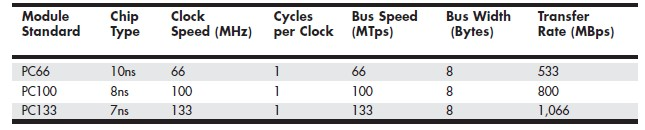 Module Standard Chip Type Clock Speed (MHz) Cycles per Clock Bus Speed (MTps) Bus Width (Bytes) Transfer Rate (MBps)
PC66 10ns 66 1 66 8 533
PC100 8ns 100 1 100 8 800
PC133 7ns 133 1 133 8 1,066